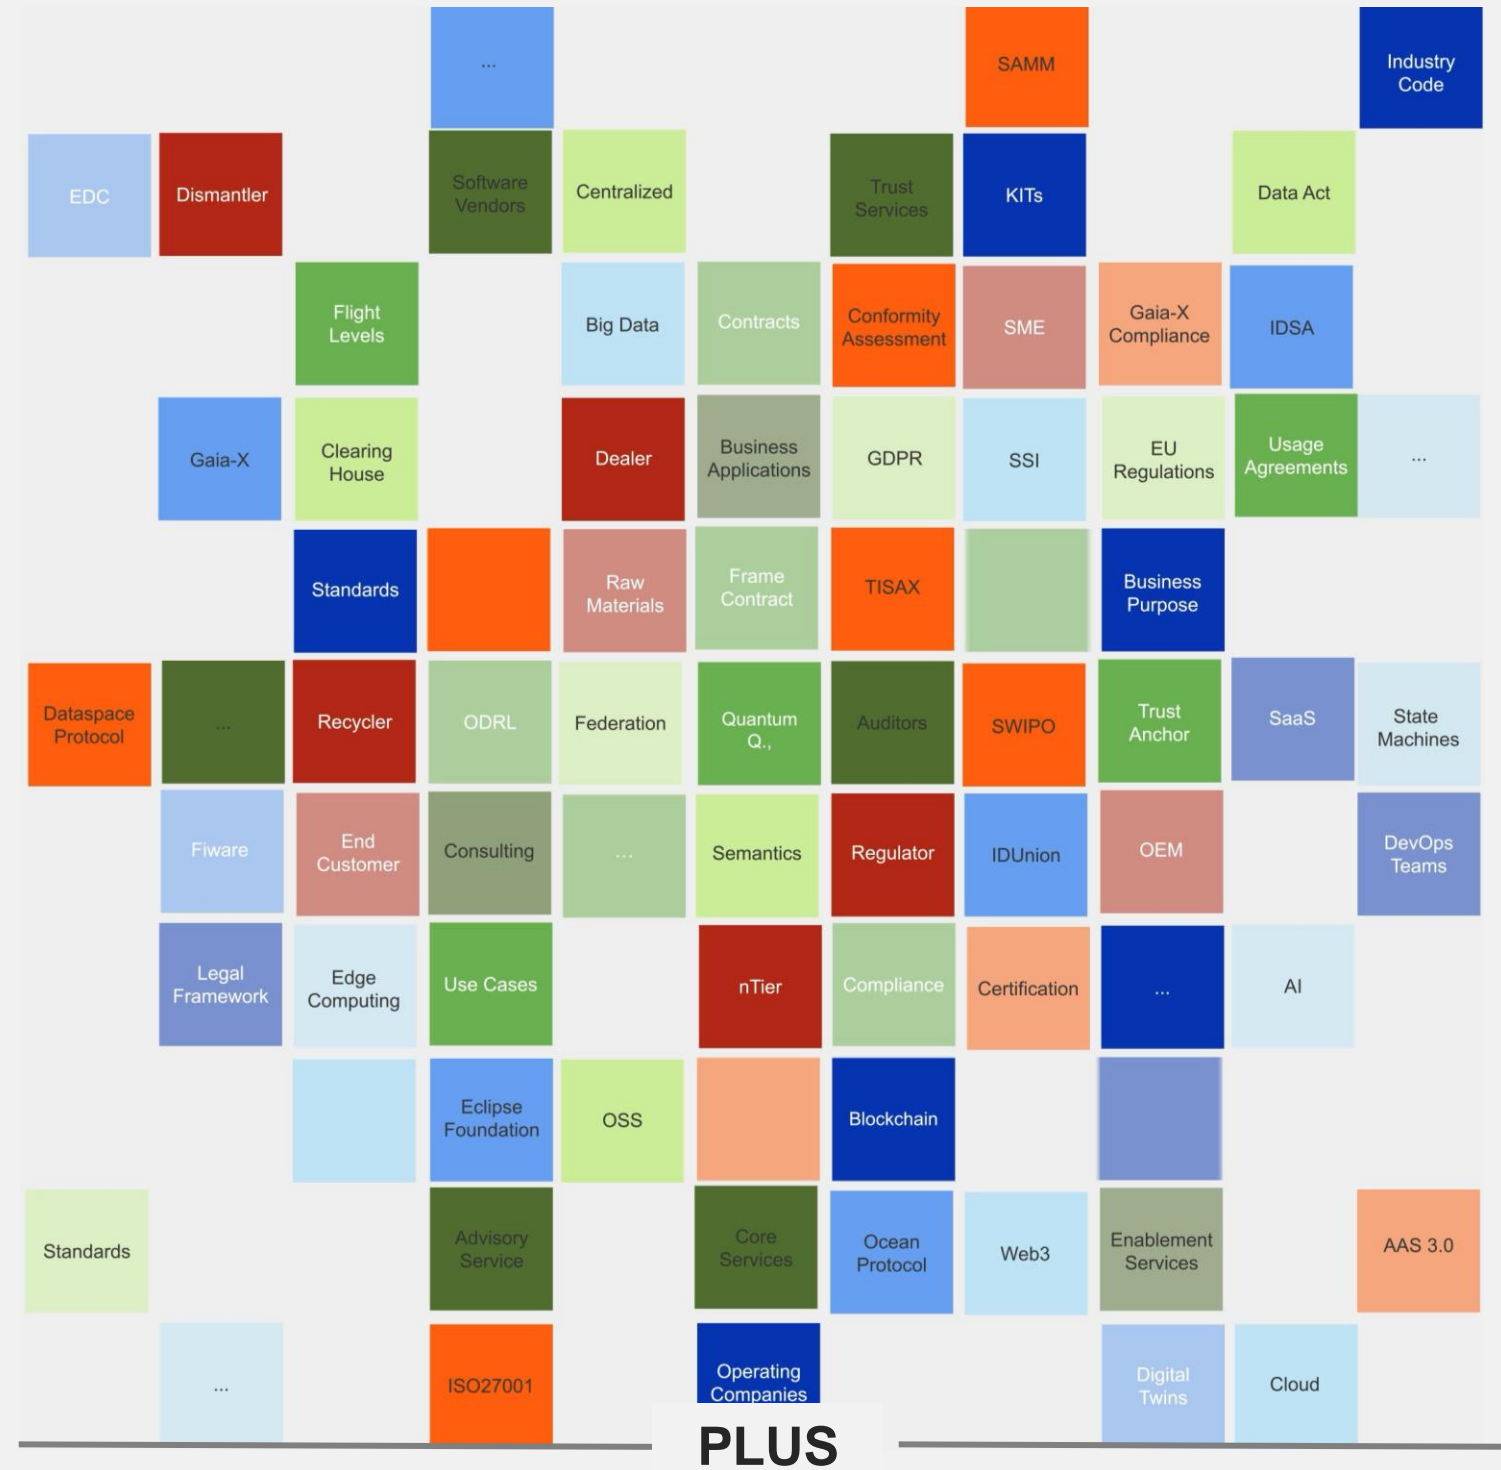 ...
SAMM
Industry
Code
EDC
Dismantler
Software
Vendors
Centralized
Trust
Services
KITs
Data Act
Flight
Levels
Big Data
Contracts
Conformity
Assessment
SME
Gaia-X
Compliance
IDSA
Gaia-X
Clearing
House
Dealer
Business
Applications
GDPR
SSI
EU
Regulations
Usage
Agreements
...
Standards
Raw
Materials
Frame
Contract
TISAX
Business
Purpose
Dataspace
Protocol
...
Recycler
ODRL
Federation
Quantum
Q.,
Auditors
SWIPO
Trust
Anchor
SaaS
State
Machines
Fiware
End
Customer
Consulting
...
Semantics
Regulator
IDUnion
OEM
DevOps
Teams
Legal
Framework
Edge
Computing
Use Cases
nTier
Compliance
Certification
...
AI
Eclipse
Foundation
OSS
Blockchain
Standards
Advisory
Service
Core
Services
Ocean
Protocol
Web3
Enablement
Services
AAS 3.0
...
ISO27001
Operating
Companies
Digital
Twins
Cloud
PLUS